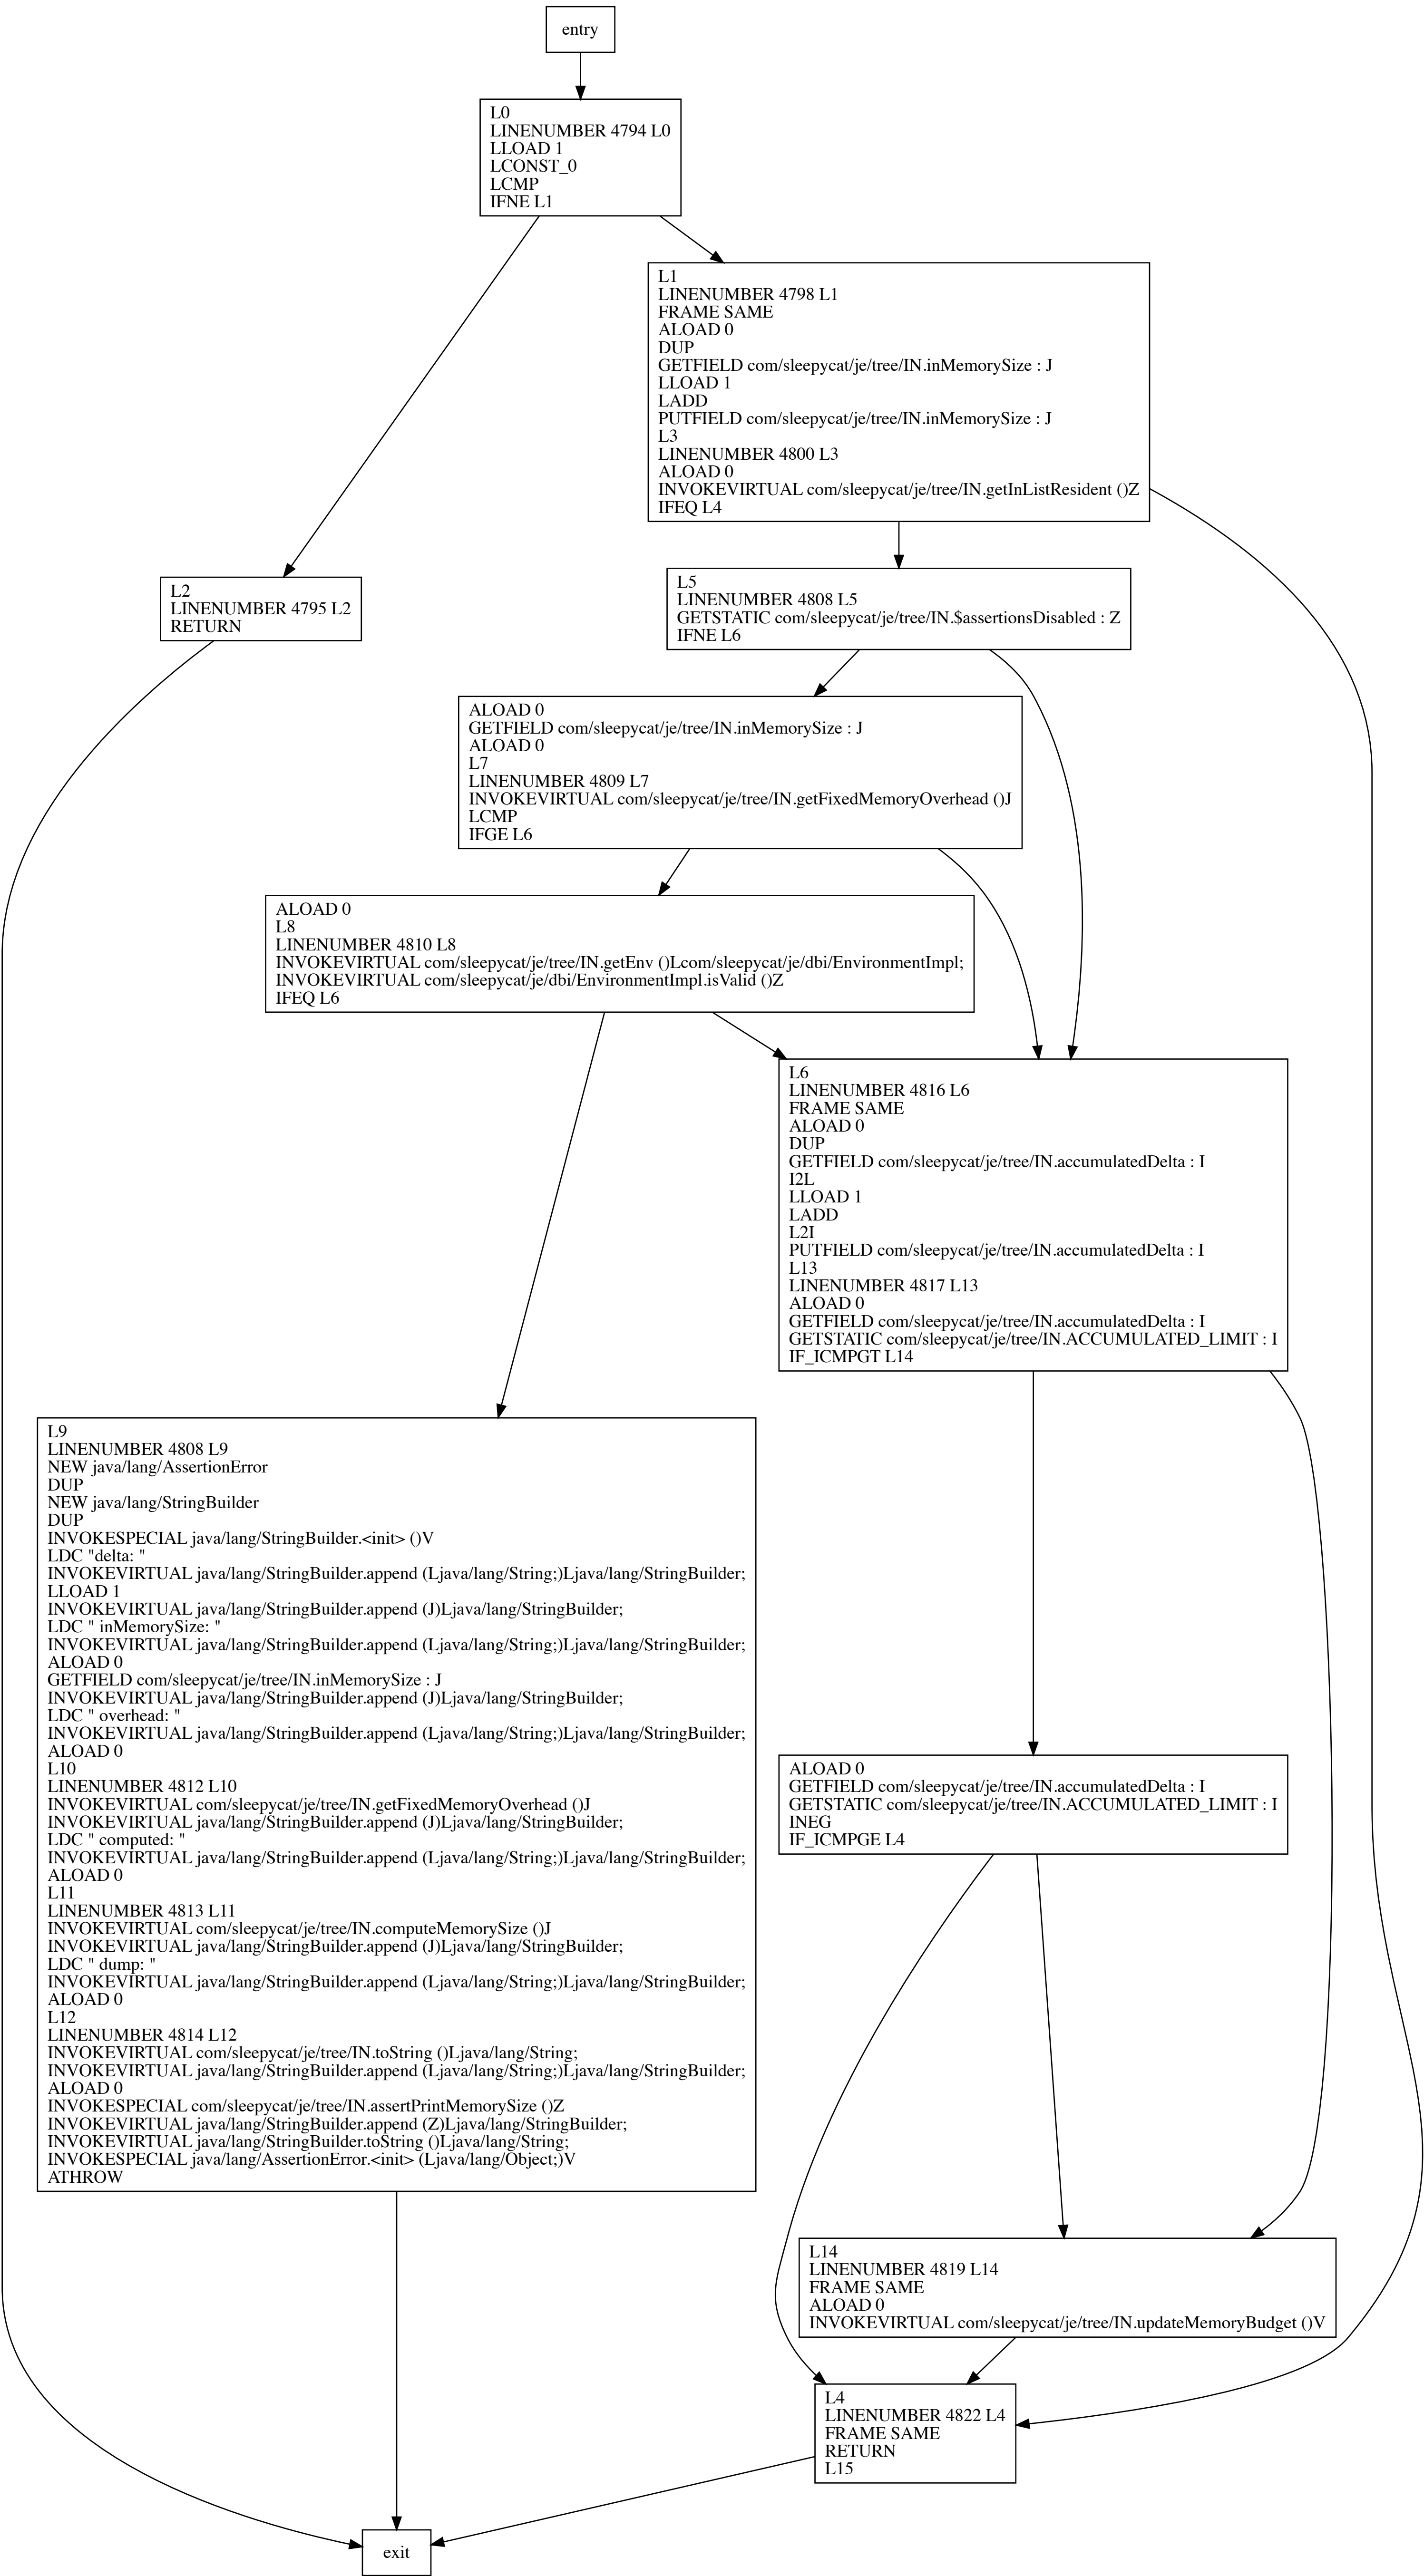 entry
L0
LINENUMBER 4794 L0
LLOAD 1
LCONST_0
LCMP
IFNE L1
L1
LINENUMBER 4798 L1
FRAME SAME
ALOAD 0
DUP
GETFIELD com/sleepycat/je/tree/IN.inMemorySize : J
LLOAD 1
LADD
PUTFIELD com/sleepycat/je/tree/IN.inMemorySize : J
L3
LINENUMBER 4800 L3
ALOAD 0
INVOKEVIRTUAL com/sleepycat/je/tree/IN.getInListResident ()Z
IFEQ L4
L2
LINENUMBER 4795 L2
RETURN
L5
LINENUMBER 4808 L5
GETSTATIC com/sleepycat/je/tree/IN.$assertionsDisabled : Z
IFNE L6
ALOAD 0
GETFIELD com/sleepycat/je/tree/IN.inMemorySize : J
ALOAD 0
L7
LINENUMBER 4809 L7
INVOKEVIRTUAL com/sleepycat/je/tree/IN.getFixedMemoryOverhead ()J
LCMP
IFGE L6
ALOAD 0
L8
LINENUMBER 4810 L8
INVOKEVIRTUAL com/sleepycat/je/tree/IN.getEnv ()Lcom/sleepycat/je/dbi/EnvironmentImpl;
INVOKEVIRTUAL com/sleepycat/je/dbi/EnvironmentImpl.isValid ()Z
IFEQ L6
L6
LINENUMBER 4816 L6
FRAME SAME
ALOAD 0
DUP
GETFIELD com/sleepycat/je/tree/IN.accumulatedDelta : I
I2L
LLOAD 1
LADD
L2I
PUTFIELD com/sleepycat/je/tree/IN.accumulatedDelta : I
L13
LINENUMBER 4817 L13
ALOAD 0
GETFIELD com/sleepycat/je/tree/IN.accumulatedDelta : I
GETSTATIC com/sleepycat/je/tree/IN.ACCUMULATED_LIMIT : I
IF_ICMPGT L14
L9
LINENUMBER 4808 L9
NEW java/lang/AssertionError
DUP
NEW java/lang/StringBuilder
DUP
INVOKESPECIAL java/lang/StringBuilder.<init> ()V
LDC "delta: "
INVOKEVIRTUAL java/lang/StringBuilder.append (Ljava/lang/String;)Ljava/lang/StringBuilder;
LLOAD 1
INVOKEVIRTUAL java/lang/StringBuilder.append (J)Ljava/lang/StringBuilder;
LDC " inMemorySize: "
INVOKEVIRTUAL java/lang/StringBuilder.append (Ljava/lang/String;)Ljava/lang/StringBuilder;
ALOAD 0
GETFIELD com/sleepycat/je/tree/IN.inMemorySize : J
INVOKEVIRTUAL java/lang/StringBuilder.append (J)Ljava/lang/StringBuilder;
LDC " overhead: "
INVOKEVIRTUAL java/lang/StringBuilder.append (Ljava/lang/String;)Ljava/lang/StringBuilder;
ALOAD 0
L10
LINENUMBER 4812 L10
INVOKEVIRTUAL com/sleepycat/je/tree/IN.getFixedMemoryOverhead ()J
INVOKEVIRTUAL java/lang/StringBuilder.append (J)Ljava/lang/StringBuilder;
LDC " computed: "
INVOKEVIRTUAL java/lang/StringBuilder.append (Ljava/lang/String;)Ljava/lang/StringBuilder;
ALOAD 0
L11
LINENUMBER 4813 L11
INVOKEVIRTUAL com/sleepycat/je/tree/IN.computeMemorySize ()J
INVOKEVIRTUAL java/lang/StringBuilder.append (J)Ljava/lang/StringBuilder;
LDC " dump: "
INVOKEVIRTUAL java/lang/StringBuilder.append (Ljava/lang/String;)Ljava/lang/StringBuilder;
ALOAD 0
L12
LINENUMBER 4814 L12
INVOKEVIRTUAL com/sleepycat/je/tree/IN.toString ()Ljava/lang/String;
INVOKEVIRTUAL java/lang/StringBuilder.append (Ljava/lang/String;)Ljava/lang/StringBuilder;
ALOAD 0
INVOKESPECIAL com/sleepycat/je/tree/IN.assertPrintMemorySize ()Z
INVOKEVIRTUAL java/lang/StringBuilder.append (Z)Ljava/lang/StringBuilder;
INVOKEVIRTUAL java/lang/StringBuilder.toString ()Ljava/lang/String;
INVOKESPECIAL java/lang/AssertionError.<init> (Ljava/lang/Object;)V
ATHROW
ALOAD 0
GETFIELD com/sleepycat/je/tree/IN.accumulatedDelta : I
GETSTATIC com/sleepycat/je/tree/IN.ACCUMULATED_LIMIT : I
INEG
IF_ICMPGE L4
L14
LINENUMBER 4819 L14
FRAME SAME
ALOAD 0
INVOKEVIRTUAL com/sleepycat/je/tree/IN.updateMemoryBudget ()V
L4
LINENUMBER 4822 L4
FRAME SAME
RETURN
L15
exit